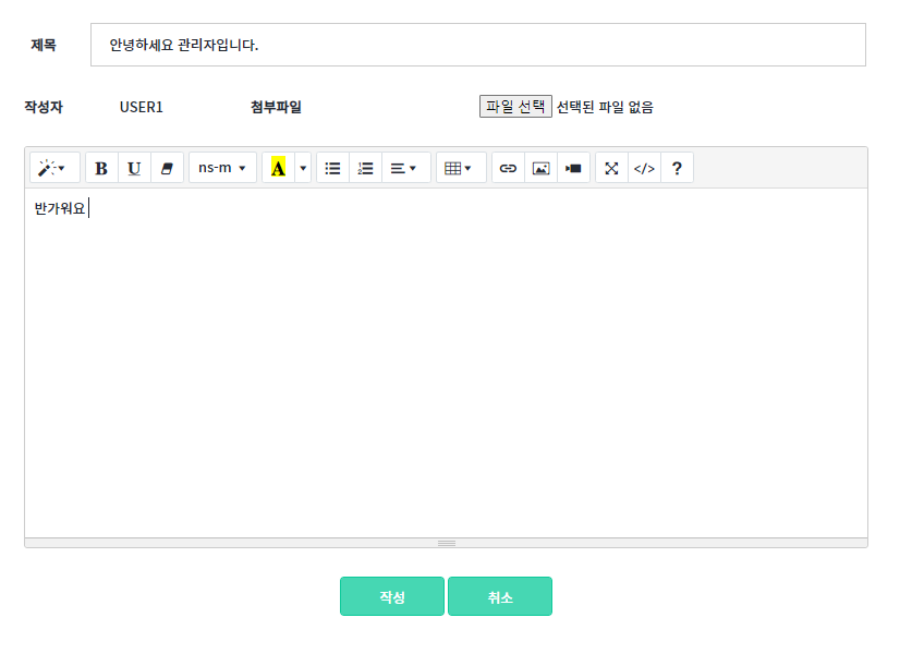 제목 안녕하세요 관리자입니다.
작성자 USER1 첨부파일 파일 선택 선택된 파일 없음
B U ns-m A </> ?
반가워요
작성 취소